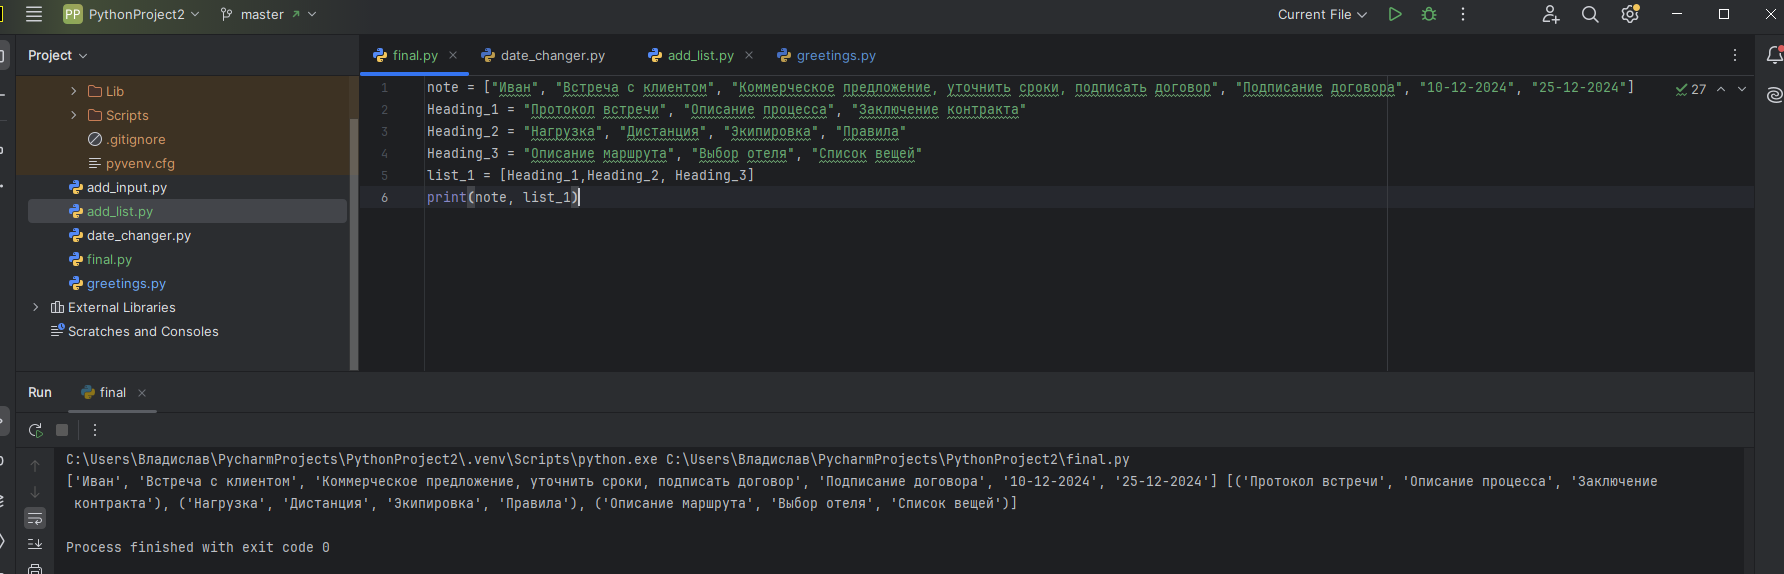 PP PythonProject2 master Current File
Project
final.py date_changer.py add_list.py greetings.py
Lib
Scripts
.gitignore
pyvenv.cfg
add_input.py
add_list.py
date_changer.py
final.py
greetings.py
External Libraries
Scratches and Consoles
1 note = ["Иван", "Встреча с клиентом", "Коммерческое предложение, уточнить сроки, подписать договор", "Подписание договора", "10-12-2024", "25-12-2024"] 27
2 Heading_1 = "Протокол встречи", "Описание процесса", "Заключение контракта"
3 Heading_2 = "Нагрузка", "Дистанция", "Экипировка", "Правила"
4 Heading_3 = "Описание маршрута", "Выбор отеля", "Список вещей"
5 list_1 = [Heading_1,Heading_2, Heading_3]
6 print(note, list_1)
Run final
C:\Users\Владислав\PycharmProjects\PythonProject2\.venv\Scripts\python.exe C:\Users\Владислав\PycharmProjects\PythonProject2\final.py
['Иван', 'Встреча с клиентом', 'Коммерческое предложение, уточнить сроки, подписать договор', 'Подписание договора', '10-12-2024', '25-12-2024'] [('Протокол встречи', 'Описание процесса', 'Заключение
контракта'), ('Нагрузка', 'Дистанция', 'Экипировка', 'Правила'), ('Описание маршрута', 'Выбор отеля', 'Список вещей')]
Process finished with exit code 0